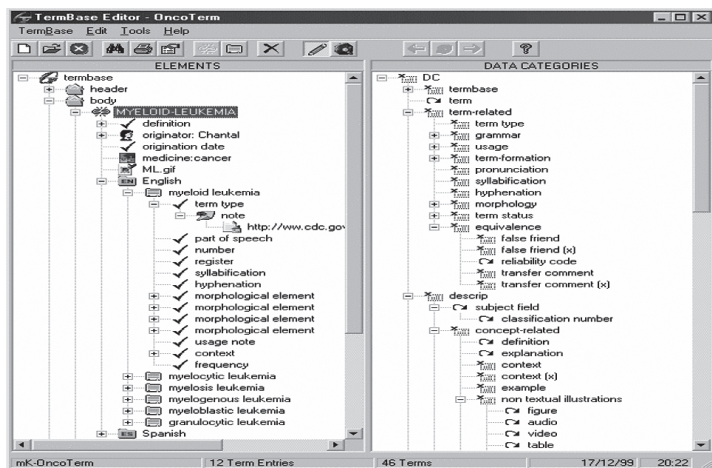 TermBase Editor - OncoTerm
TermBase Edit Tools Help
ELEMENTS
termbase
header
body
MYELOID-LEUKEMIA
definition
originator: Chantal
origination date
medicine:cancer
ML.gif
EN English
myeloid leukemia
term type
note
http://ww.cdc.gov
part of speech
number
register
syllabification
hyphenation
morphological element
morphological element
morphological element
usage note
context
frequency
myelocytic leukemia
myelosis leukemia
myelogenous leukemia
myeloblastic leukemia
granulocytic leukemia
ES Spanish
DATA CATEGORIES
DC
termbase
term
term-related
term type
grammar
usage
term-formation
pronunciation
syllabification
hyphenation
morphology
term status
equivalence
false friend
false friend (x)
reliability code
transfer comment
transfer comment (x)
descrip
subject field
classification number
concept-related
definition
explanation
context
context (x)
example
non textual illustrations
figure
audio
video
table
mK-OncoTerm 12 Term Entries 46 Terms 17/12/99 20:22